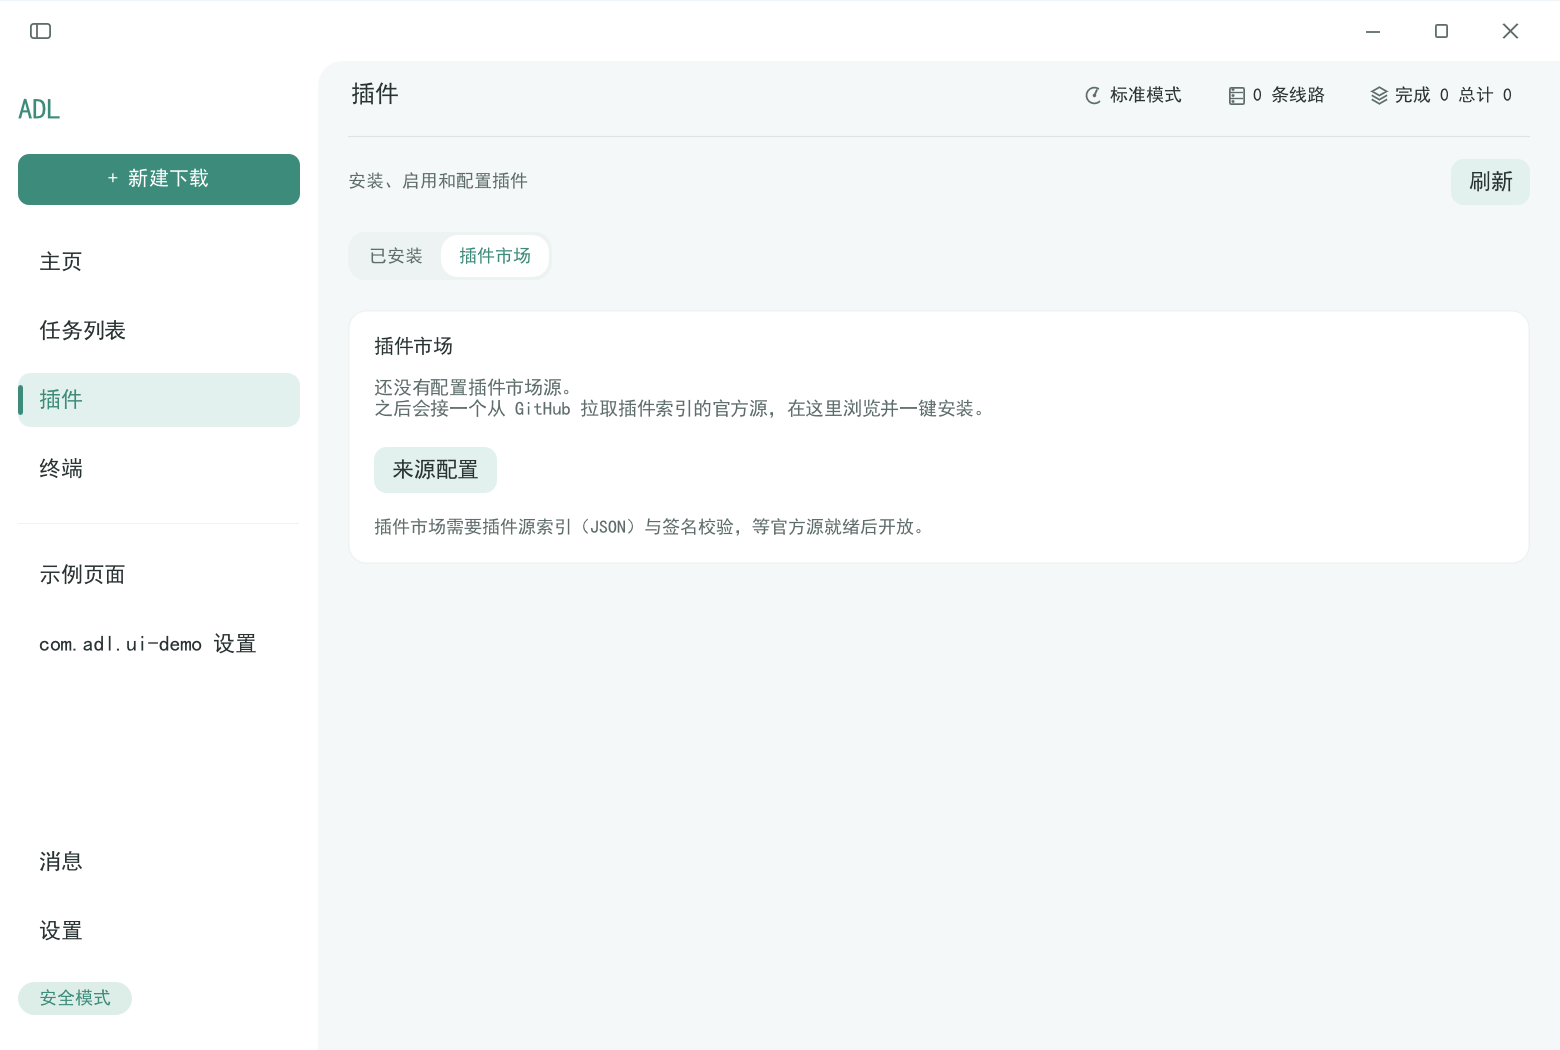 ADL
+ 新建下载
主页
任务列表
插件
终端
示例页面
com.adl.ui-demo 设置
消息
设置
安全模式
插件
标准模式
0 条线路
完成 0 总计 0
安装、启用和配置插件
刷新
已安装
插件市场
插件市场
还没有配置插件市场源。
之后会接一个从 GitHub 拉取插件索引的官方源，在这里浏览并一键安装。
来源配置
插件市场需要插件源索引（JSON）与签名校验，等官方源就绪后开放。